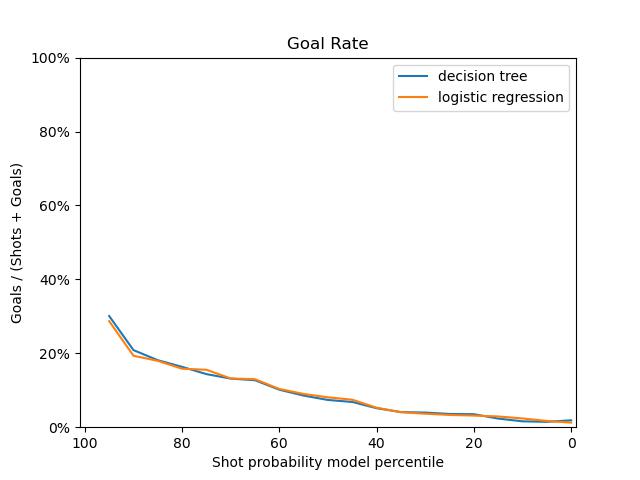 Goal Rate
100%
80%
60%
40%
20%
0%
Goals / (Shots + Goals)
decision tree
logistic regression
100 80 60 40 20 0
Shot probability model percentile